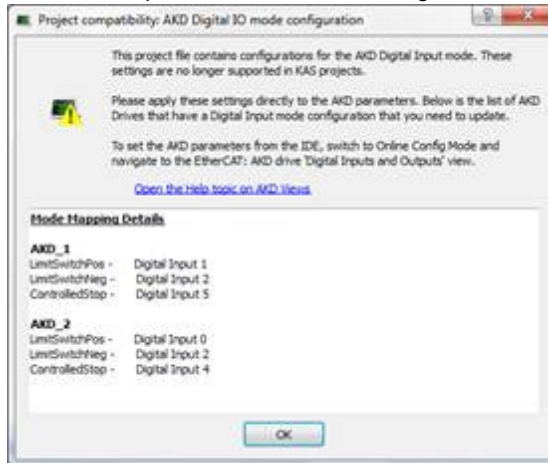 Project compatibility: AKD Digital IO mode configuration
This project file contains configurations for the AKD Digital Input mode. These
settings are no longer supported in KAS projects.
Please apply these settings directly to the AKD parameters. Below is the list of AKD
Drives that have a Digital Input mode configuration that you need to update.
To set the AKD parameters from the IDE, switch to Online Config Mode and
navigate to the EtherCAT: AKD drive 'Digital Inputs and Outputs' view.
Open the Help topic on AKD Views
Mode Mapping Details
AKD_1
LimitSwitchPos - Digital Input 1
LimitSwitchNeg - Digital Input 2
ControlledStop - Digital Input 5
AKD_2
LimitSwitchPos - Digital Input 0
LimitSwitchNeg - Digital Input 2
ControlledStop - Digital Input 4
OK